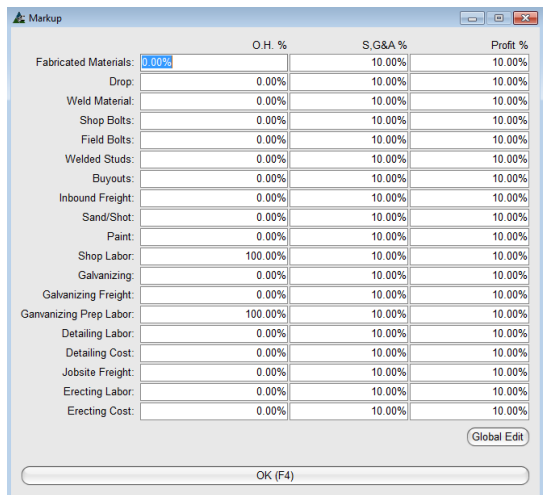 Markup
O.H. % S,G&A % Profit %
Fabricated Materials: 0.00% 10.00% 10.00%
Drop: 0.00% 10.00% 10.00%
Weld Material: 0.00% 10.00% 10.00%
Shop Bolts: 0.00% 10.00% 10.00%
Field Bolts: 0.00% 10.00% 10.00%
Welded Studs: 0.00% 10.00% 10.00%
Buyouts: 0.00% 10.00% 10.00%
Inbound Freight: 0.00% 10.00% 10.00%
Sand/Shot: 0.00% 10.00% 10.00%
Paint: 0.00% 10.00% 10.00%
Shop Labor: 100.00% 10.00% 10.00%
Galvanizing: 0.00% 10.00% 10.00%
Galvanizing Freight: 0.00% 10.00% 10.00%
Ganvanizing Prep Labor: 100.00% 10.00% 10.00%
Detailing Labor: 0.00% 10.00% 10.00%
Detailing Cost: 0.00% 10.00% 10.00%
Jobsite Freight: 0.00% 10.00% 10.00%
Erecting Labor: 0.00% 10.00% 10.00%
Erecting Cost: 0.00% 10.00% 10.00%
Global Edit
OK (F4)